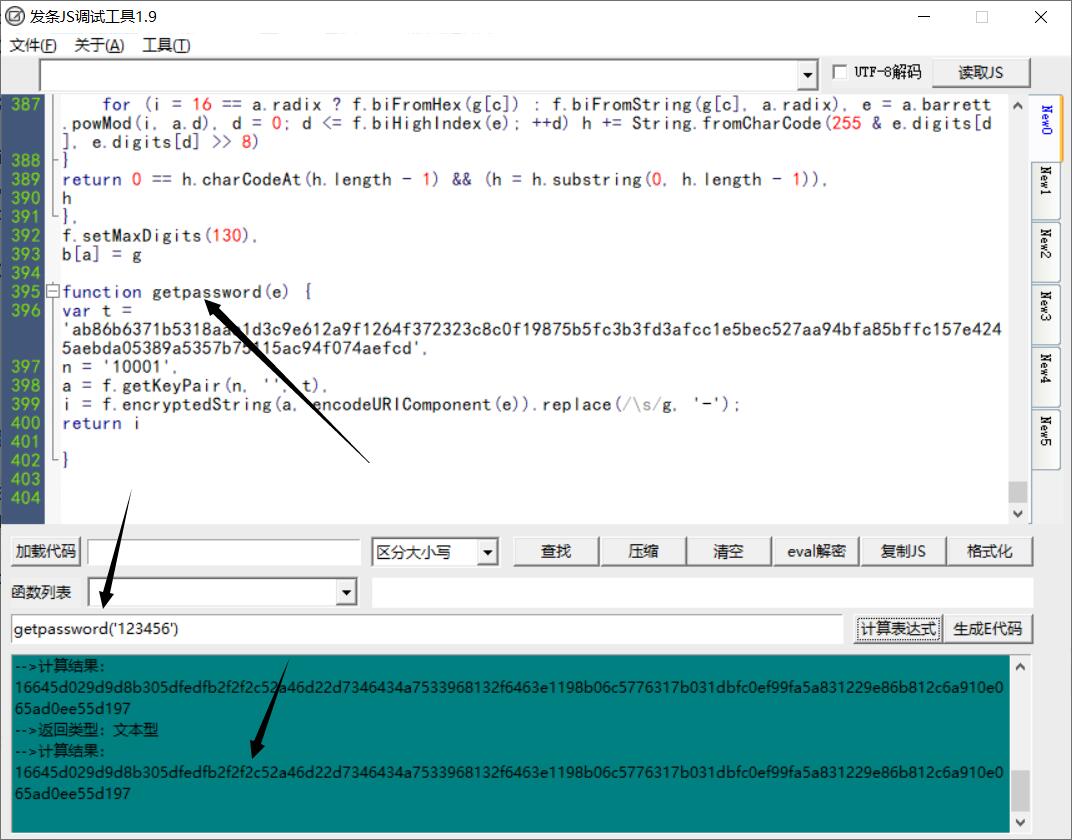 发条JS调试工具1.9
文件(F) 关于(A) 工具(T)
UTF-8解码 读取JS
387 for (i = 16 == a.radix ? f.biFromHex(g[c]) : f.biFromString(g[c], a.radix), e = a.barrett
.powMod(i, a.d), d = 0; d <= f.biHighIndex(e); ++d) h += String.fromCharCode(255 & e.digits[d
], e.digits[d] >> 8)
388 }
389 return 0 == h.charCodeAt(h.length - 1) && (h = h.substring(0, h.length - 1)),
390 h
391 },
392 f.setMaxDigits(130),
393 b[a] = g
394
395 function getpassword(e) {
396 var t =
'ab86b6371b5318aaa1d3c9e612a9f1264f372323c8c0f19875b5fc3b3fd3afcc1e5bec527aa94bfa85bffc157e424
5aebda05389a5357b75115ac94f074aefcd',
397 n = '10001',
398 a = f.getKeyPair(n, '', t),
399 i = f.encryptedString(a, encodeURIComponent(e)).replace(/\s/g, '-');
400 return i
401
402 }
403
404
New0
New1
New2
New3
New4
New5
加载代码 区分大小写 查找 压缩 清空 eval解密 复制JS 格式化
函数列表
getpassword('123456') 计算表达式 生成E代码
-->计算结果:
16645d029d9d8b305dfedfb2f2f2c52a46d22d7346434a7533968132f6463e1198b06c5776317b031dbfc0ef99fa5a831229e86b812c6a910e0
65ad0ee55d197
-->返回类型: 文本型
-->计算结果:
16645d029d9d8b305dfedfb2f2f2c52a46d22d7346434a7533968132f6463e1198b06c5776317b031dbfc0ef99fa5a831229e86b812c6a910e0
65ad0ee55d197